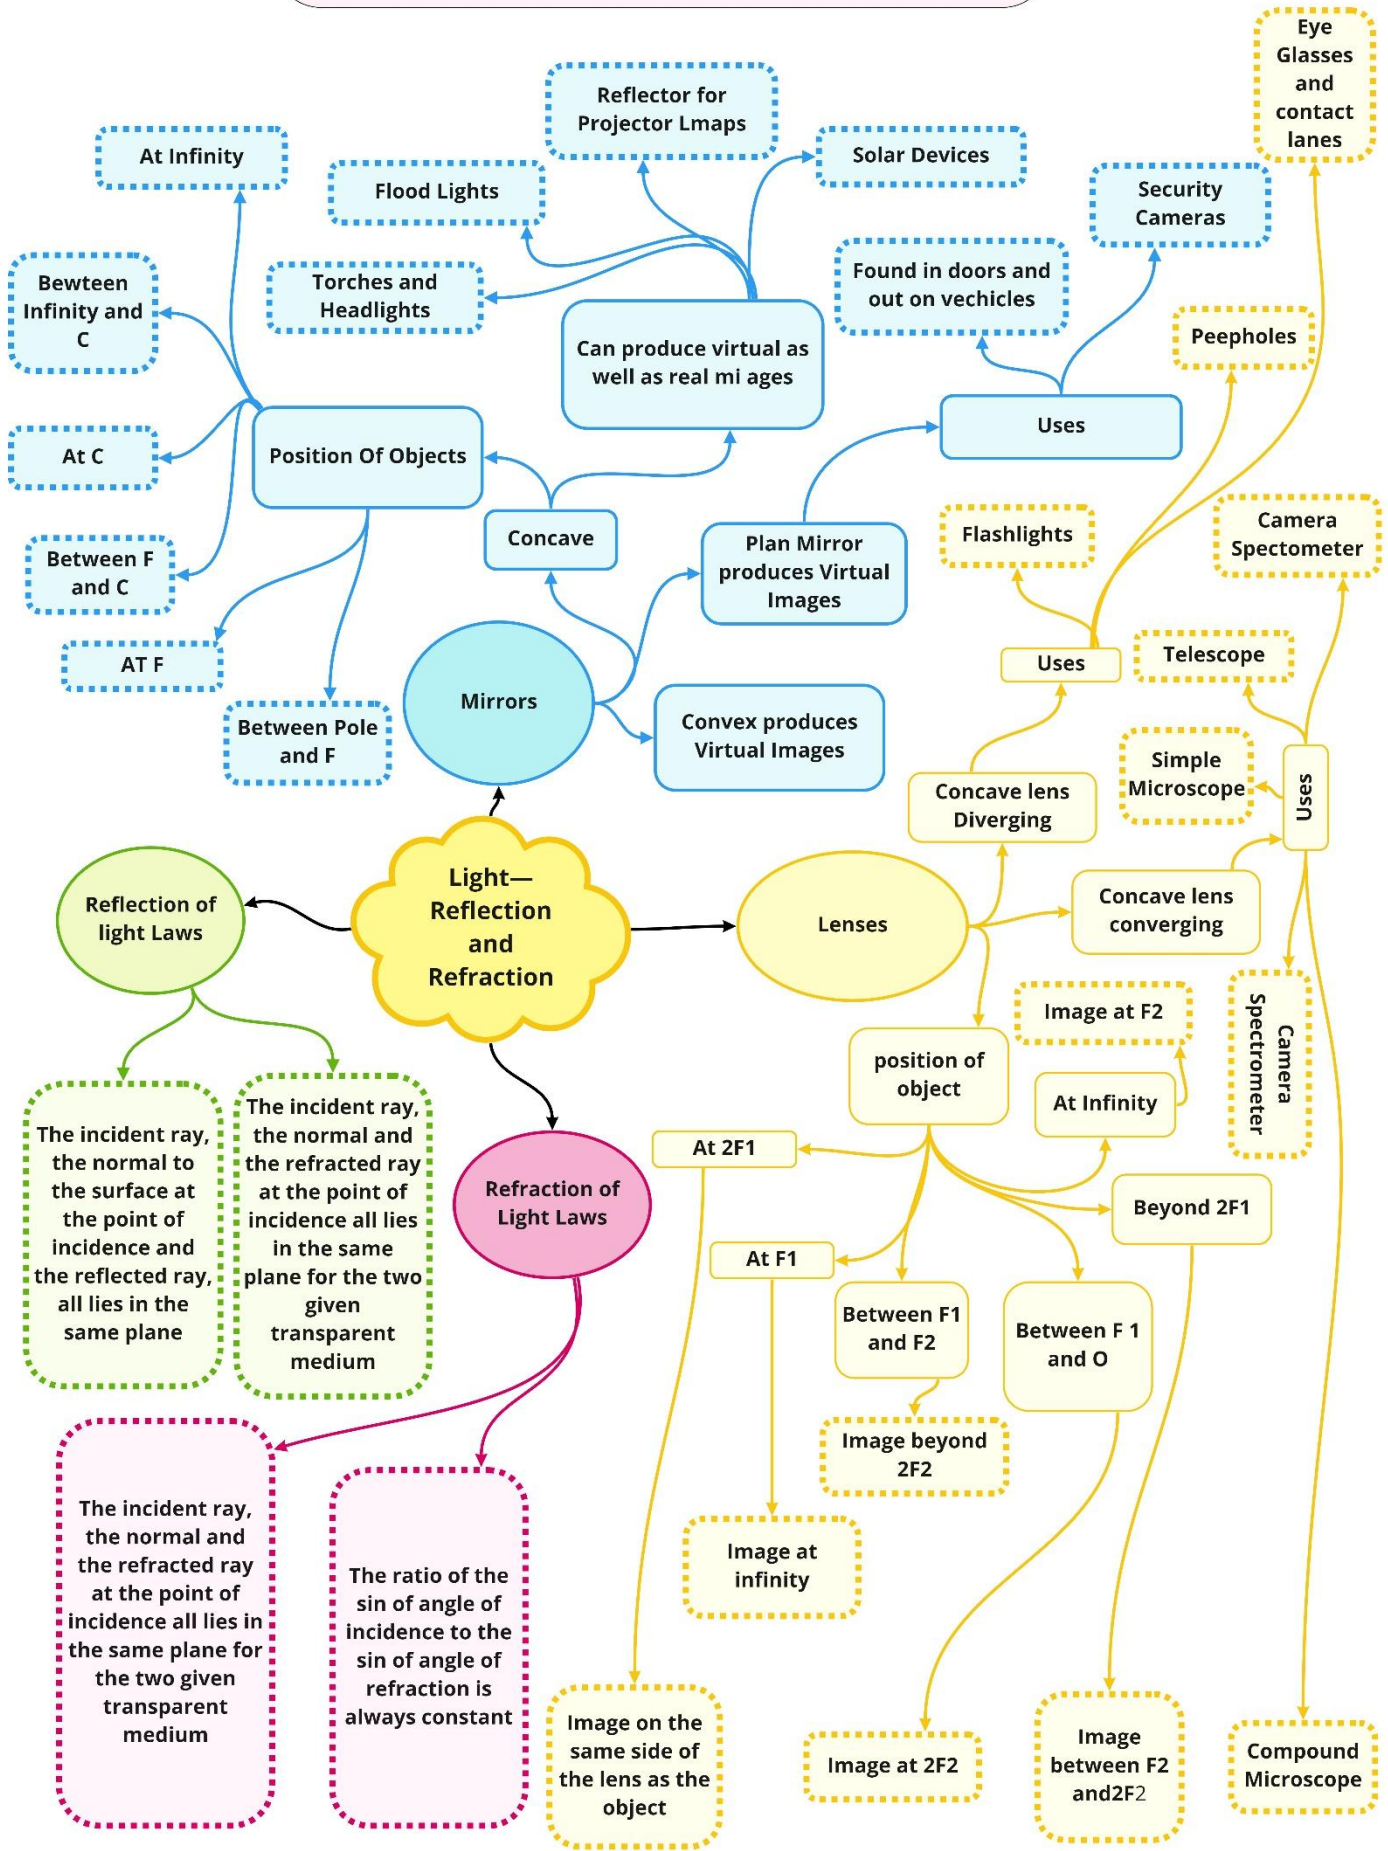 Eye
Glasses
and
contact
lanes
Reflector for
Projector Lmaps
At Infinity
Flood Lights
Solar Devices
Security
Cameras
Bewteen
Infinity and
C
Torches and
Headlights
Found in doors and
out on vechicles
Peepholes
Can produce virtual as
well as real mi ages
Uses
At C
Position Of Objects
Concave
Plan Mirror
produces Virtual
Images
Flashlights
Camera
Spectometer
Between F
and C
AT F
Uses
Telescope
Between Pole
and F
Mirrors
Convex produces
Virtual Images
Simple
Microscope
Uses
Concave lens
Diverging
Light—
Reflection
and
Refraction
Reflection of
light Laws
Lenses
Concave lens
converging
Image at F2
Camera
Spectrometer
position of
object
At Infinity
The incident ray,
the normal to
the surface at
the point of
incidence and
the reflected ray,
all lies in the
same plane
The incident ray,
the normal and
the refracted ray
at the point of
incidence all lies
in the same
plane for the two
given
transparent
medium
Refraction of
Light Laws
At 2F1
Beyond 2F1
At F1
Between F1
and F2
Between F 1
and O
Image beyond
2F2
Image at
infinity
The incident ray,
the normal and
the refracted ray
at the point of
incidence all lies in
the same plane for
the two given
transparent
medium
The ratio of the
sin of angle of
incidence to the
sin of angle of
refraction is
always constant
Image on the
same side of
the lens as the
object
Image at 2F2
Image
between F2
and2F2
Compound
Microscope